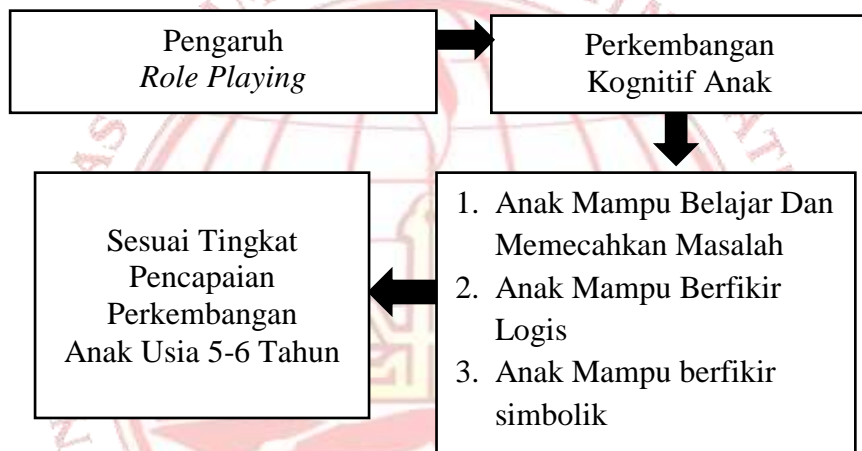 Pengaruh
Role Playing
Perkembangan
Kognitif Anak
1. Anak Mampu Belajar Dan
Memecahkan Masalah
2. Anak Mampu Berfikir
Logis
3. Anak Mampu berfikir
simbolik
Sesuai Tingkat
Pencapaian
Perkembangan
Anak Usia 5-6 Tahun